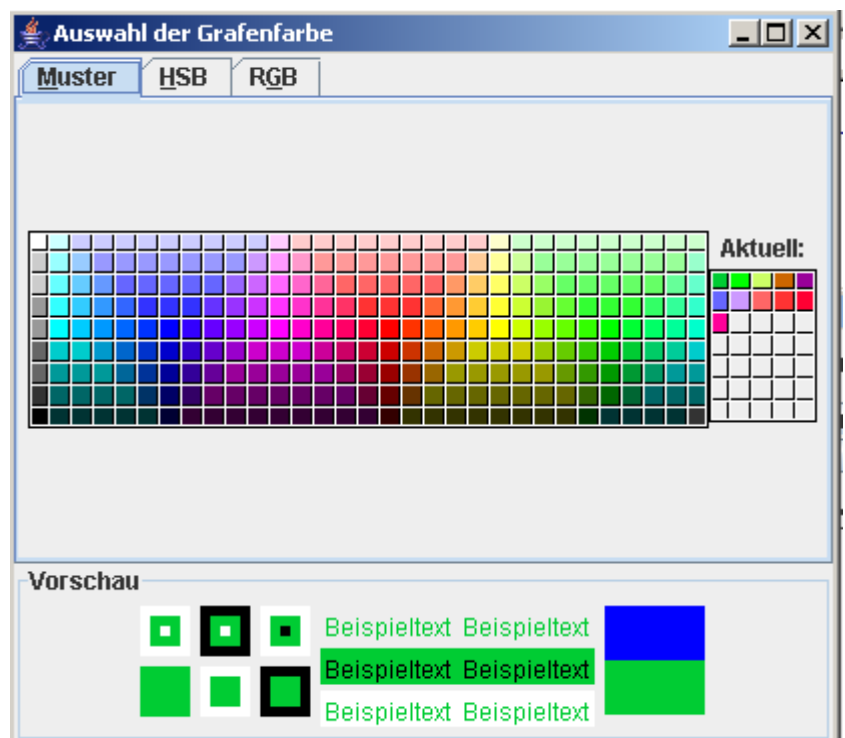 Auswahl der Grafenfarbe
Muster HSB RGB
Aktuell:
Vorschau
Beispieltext Beispieltext
Beispieltext Beispieltext
Beispieltext Beispieltext